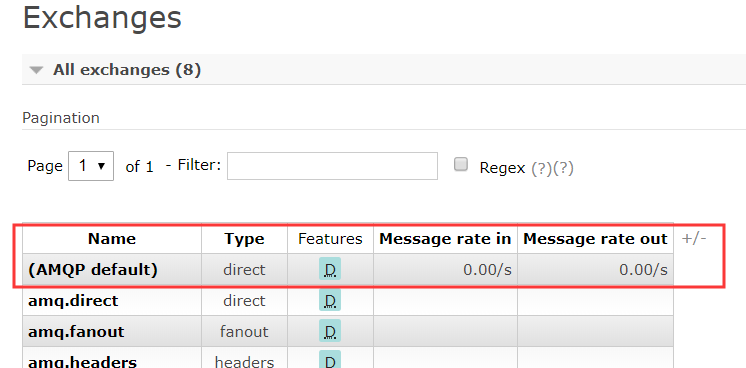 Exchanges
All exchanges (8)
Pagination
Page 1 of 1 - Filter: Regex (?)(?)
Name Type Features Message rate in Message rate out +/-
(AMQP default) direct D 0.00/s 0.00/s
amq.direct direct D
amq.fanout fanout D
amq.headers headers D